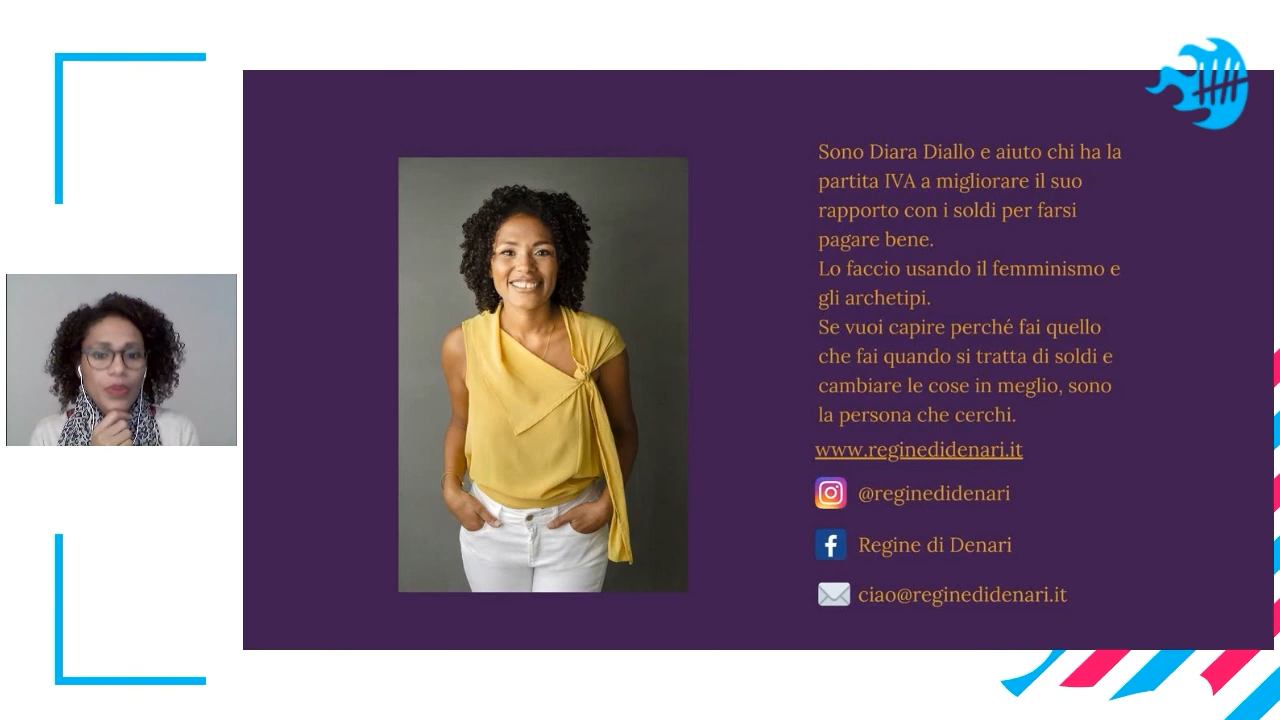 Sono Diara Diallo e aiuto chi ha la
partita IVA a migliorare il suo
rapporto con i soldi per farsi
pagare bene.
Lo faccio usando il femminismo e
gli archetipi.
Se vuoi capire perché fai quello
che fai quando si tratta di soldi e
cambiare le cose in meglio, sono
la persona che cerchi.
www.reginedidenari.it
@reginedidenari
Regine di Denari
ciao@reginedidenari.it